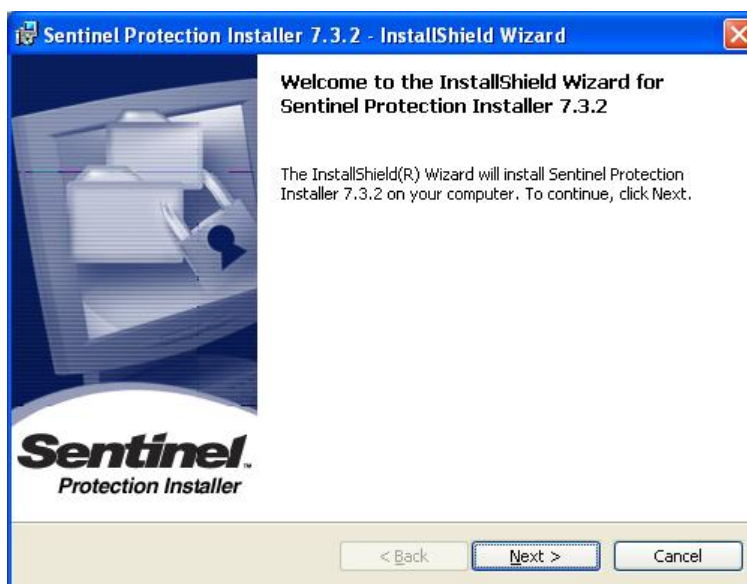 Sentinel Protection Installer 7.3.2 - InstallShield Wizard
Welcome to the InstallShield Wizard for
Sentinel Protection Installer 7.3.2
The InstallShield(R) Wizard will install Sentinel Protection
Installer 7.3.2 on your computer. To continue, click Next.
Sentinel™
Protection Installer
< Back
Next >
Cancel